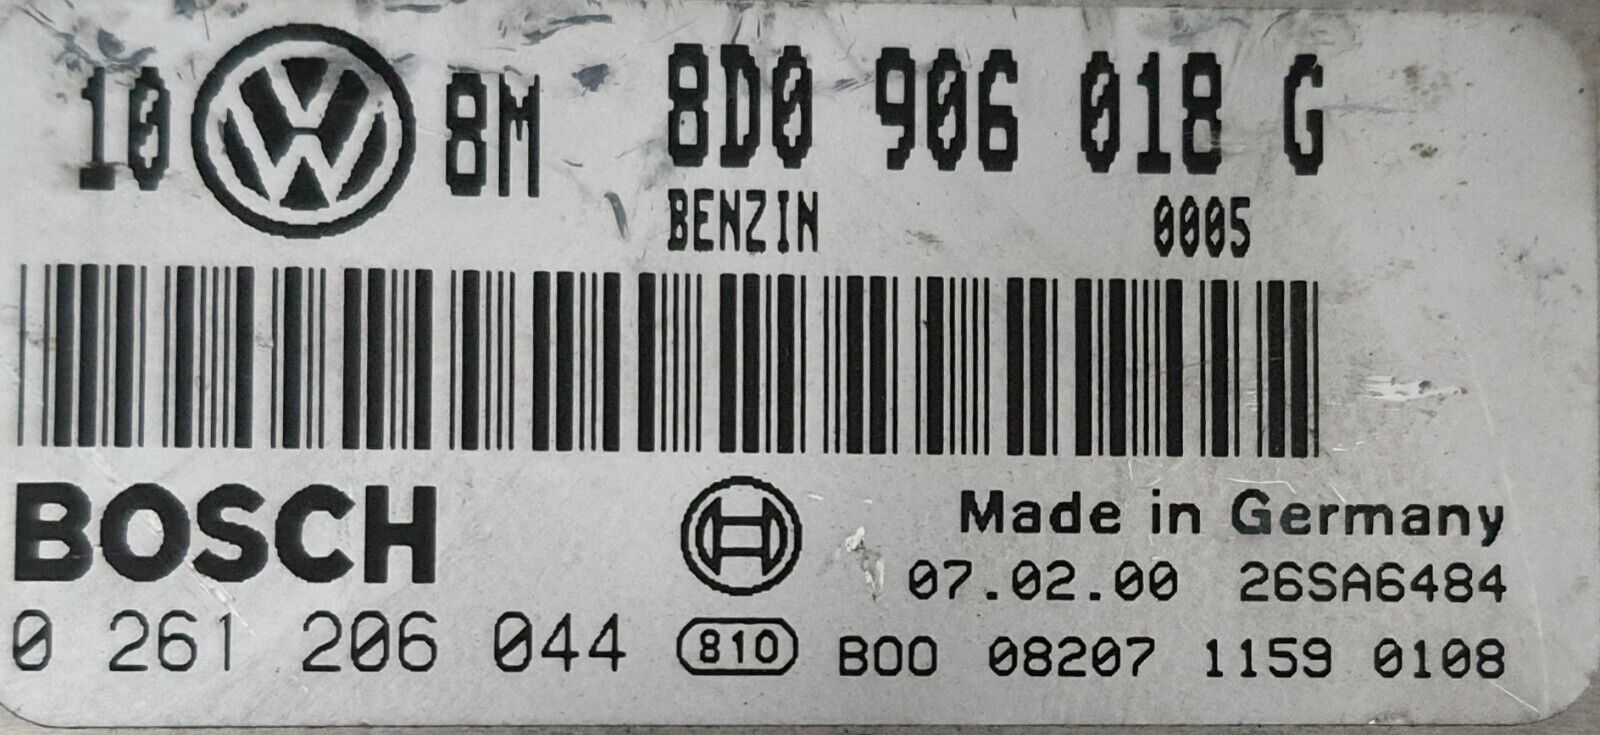 10 8M 8D0 906 018 G
BENZIN 0005
BOSCH Made in Germany
07.02.00 26SA6484
0 261 206 044 810 B00 08207 1159 0108